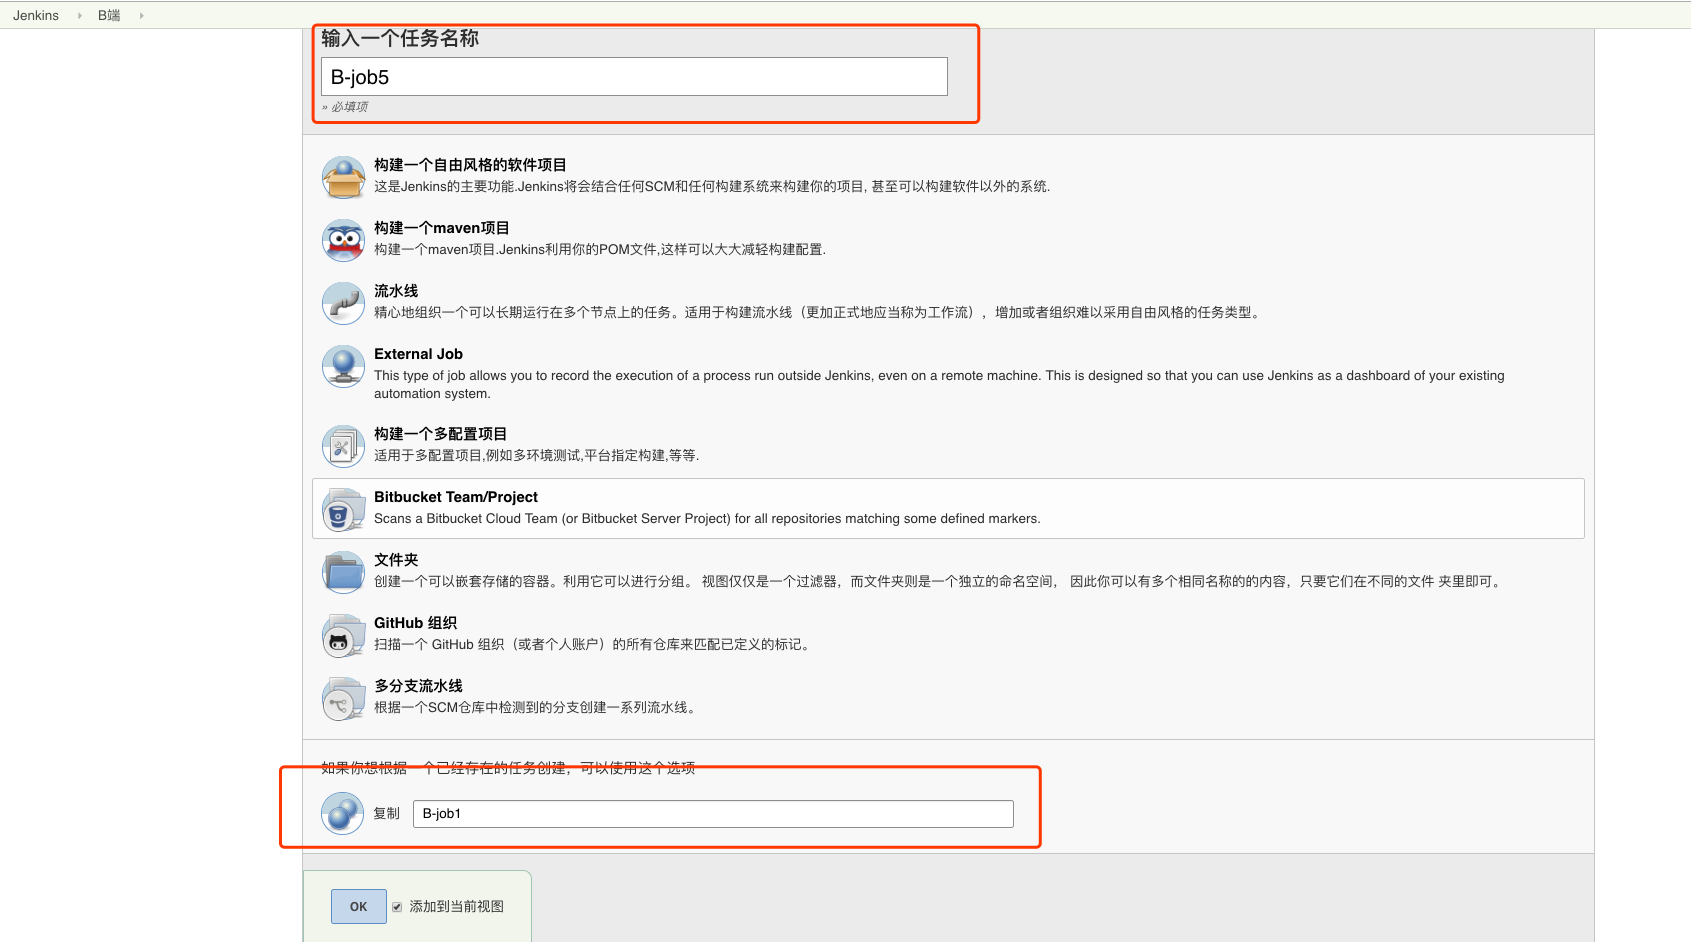 Jenkins B端
输入一个任务名称
B-job5
» 必填项
构建一个自由风格的软件项目
这是Jenkins的主要功能.Jenkins将会结合任何SCM和任何构建系统来构建你的项目, 甚至可以构建软件以外的系统.
构建一个maven项目
构建一个maven项目.Jenkins利用你的POM文件,这样可以大大减轻构建配置.
流水线
精心地组织一个可以长期运行在多个节点上的任务。适用于构建流水线（更加正式地应当称为工作流），增加或者组织难以采用自由风格的任务类型。
External Job
This type of job allows you to record the execution of a process run outside Jenkins, even on a remote machine. This is designed so that you can use Jenkins as a dashboard of your existing
automation system.
构建一个多配置项目
适用于多配置项目,例如多环境测试,平台指定构建,等等.
Bitbucket Team/Project
Scans a Bitbucket Cloud Team (or Bitbucket Server Project) for all repositories matching some defined markers.
文件夹
创建一个可以嵌套存储的容器。利用它可以进行分组。 视图仅仅是一个过滤器，而文件夹则是一个独立的命名空间， 因此你可以有多个相同名称的的内容，只要它们在不同的文件 夹里即可。
GitHub 组织
扫描一个 GitHub 组织（或者个人账户）的所有仓库来匹配已定义的标记。
多分支流水线
根据一个SCM仓库中检测到的分支创建一系列流水线。
如果你想根据一个已经存在的任务创建，可以使用这个选项
复制 B-job1
OK 添加到当前视图